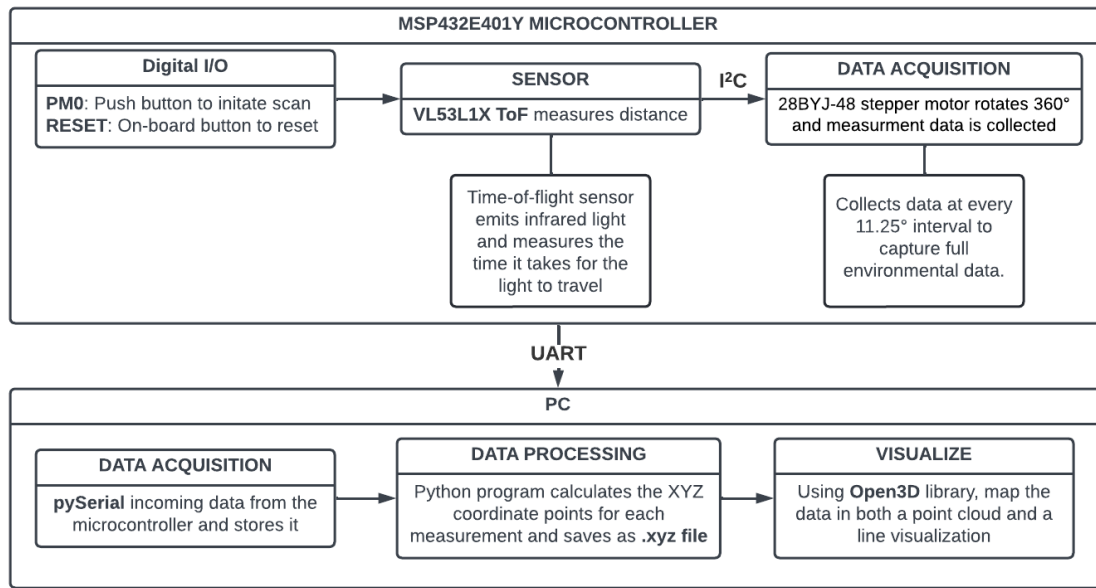 MSP432E401Y MICROCONTROLLER
Digital I/O
PM0: Push button to initate scan
RESET: On-board button to reset
SENSOR
VL53L1X ToF measures distance
I²C
DATA ACQUISITION
28BYJ-48 stepper motor rotates 360°
and measurment data is collected
Time-of-flight sensor
emits infrared light
and measures the
time it takes for the
light to travel
Collects data at every
11.25° interval to
capture full
environmental data.
UART
PC
DATA ACQUISITION
pySerial incoming data from the
microcontroller and stores it
DATA PROCESSING
Python program calculates the XYZ
coordinate points for each
measurement and saves as .xyz file
VISUALIZE
Using Open3D library, map the
data in both a point cloud and a
line visualization